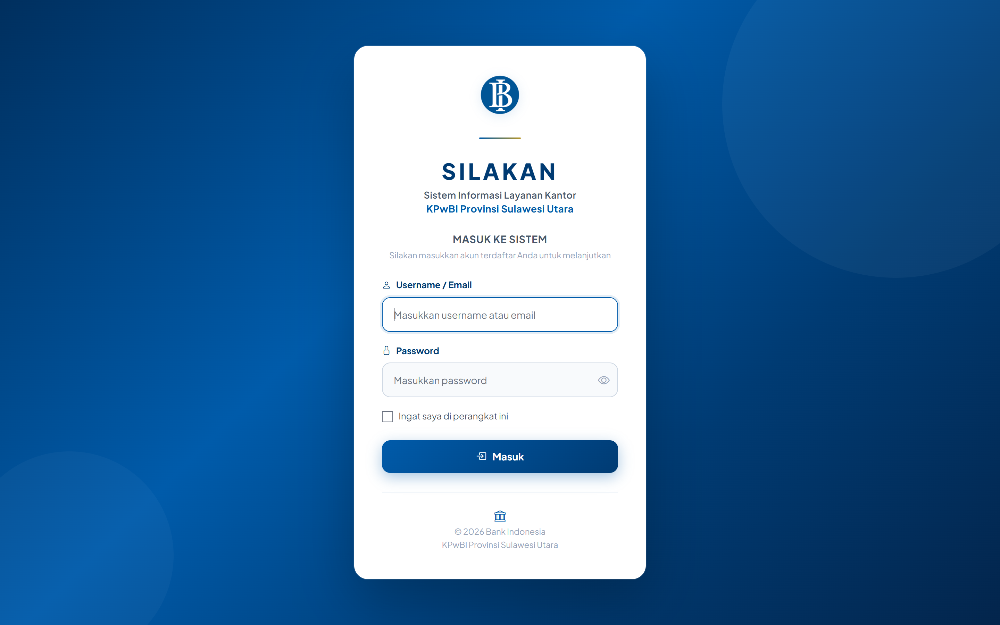 BI
SILAKAN
Sistem Informasi Layanan Kantor
KPwBI Provinsi Sulawesi Utara
MASUK KE SISTEM
Silakan masukkan akun terdaftar Anda untuk melanjutkan
Username / Email
Masukkan username atau email
Password
Masukkan password
Ingat saya di perangkat ini
Masuk
© 2026 Bank Indonesia
KPwBI Provinsi Sulawesi Utara